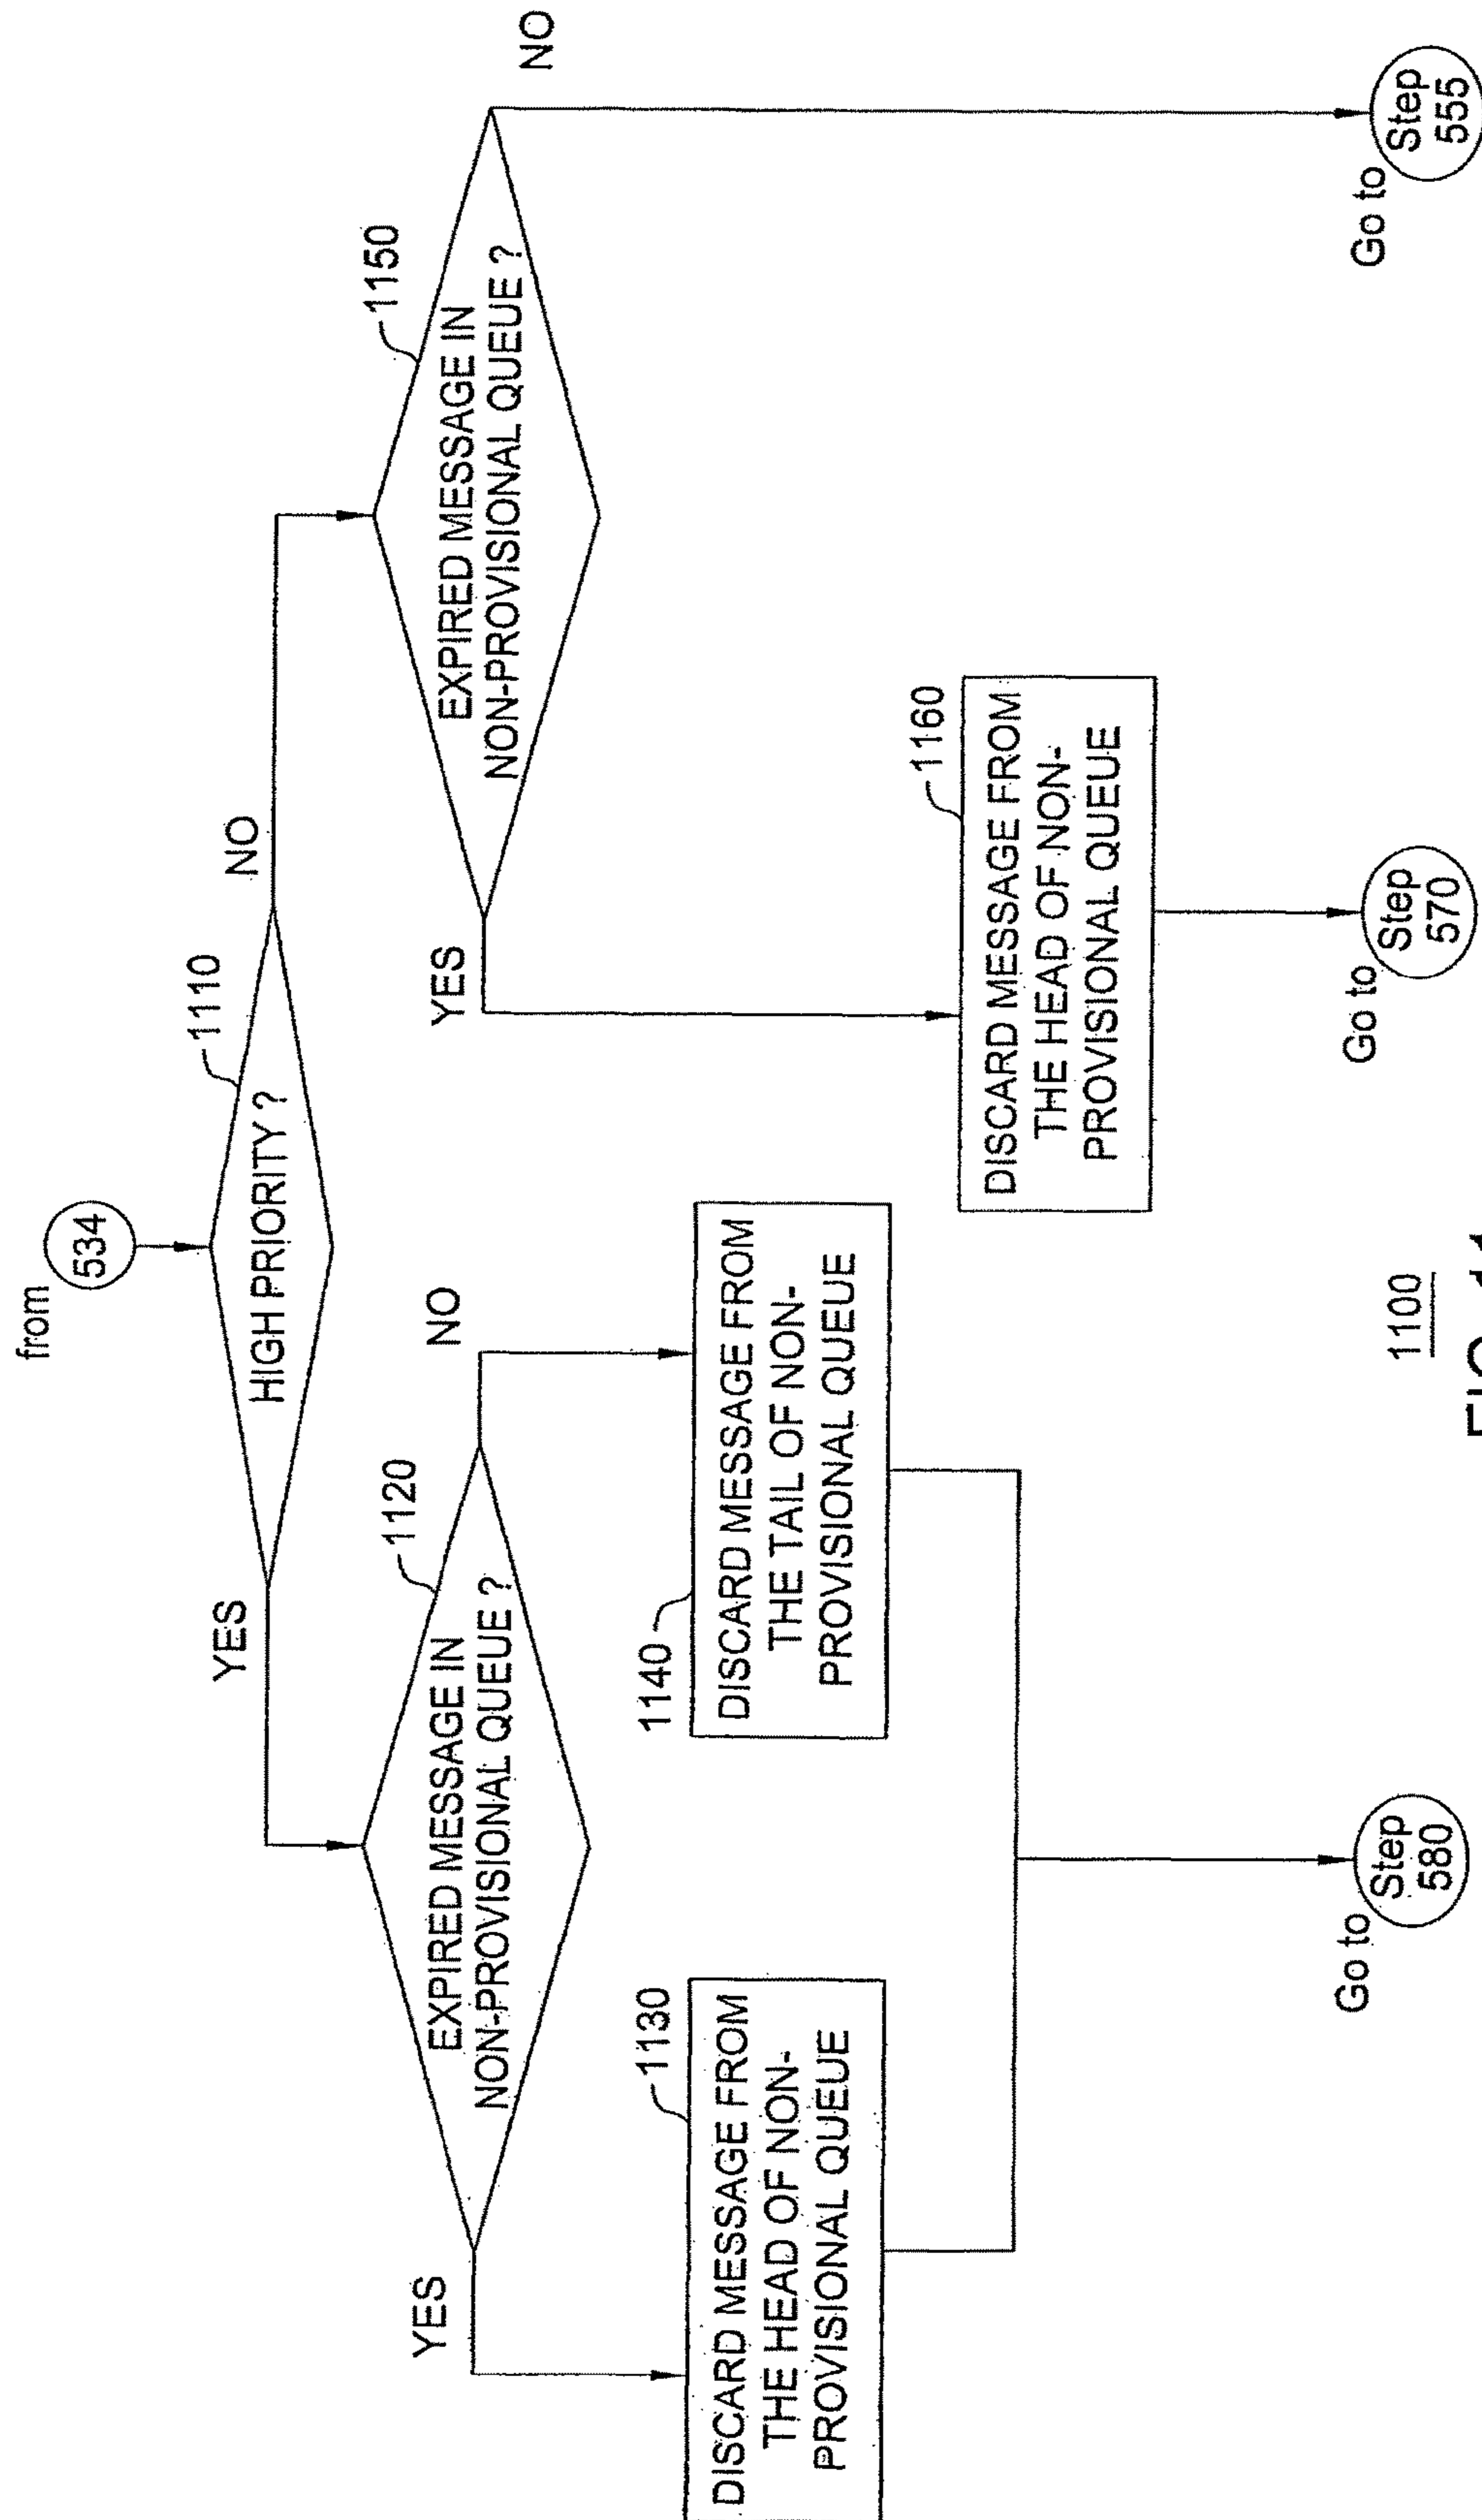 from
534
HIGH PRIORITY ?
1110
YES
NO
EXPIRED MESSAGE IN
NON-PROVISIONAL QUEUE ?
1120
EXPIRED MESSAGE IN
NON-PROVISIONAL QUEUE ?
1150
YES
NO
YES
NO
DISCARD MESSAGE FROM
THE HEAD OF NON-
PROVISIONAL QUEUE
1130
1140
DISCARD MESSAGE FROM
THE TAIL OF NON-
PROVISIONAL QUEUE
DISCARD MESSAGE FROM
THE HEAD OF NON-
PROVISIONAL QUEUE
1160
Go to
Step
580
Go to
Step
570
Go to
Step
555
1100